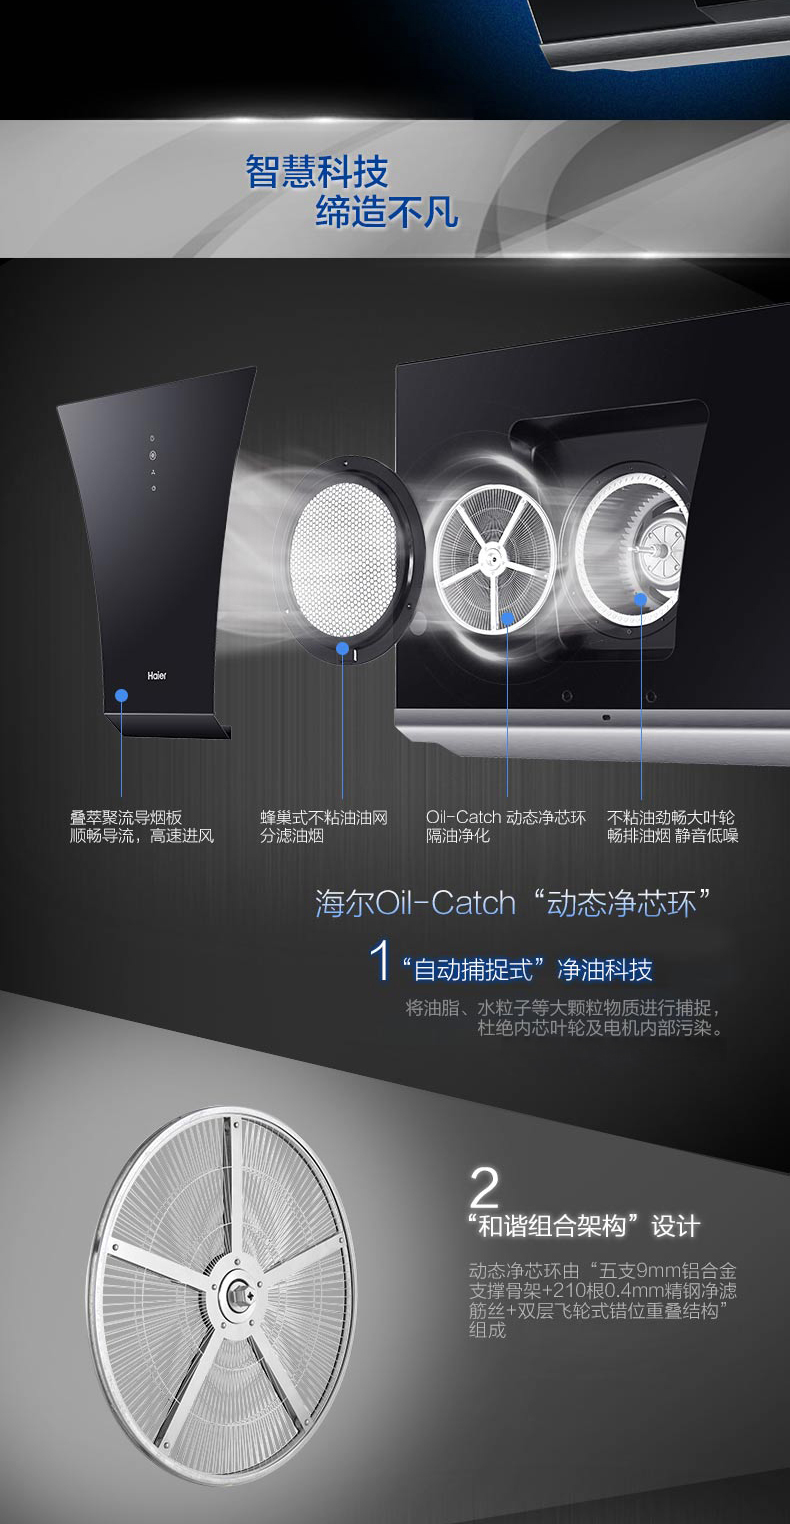 智慧科技
缔造不凡
Haier
叠萃聚流导烟板
顺畅导流，高速进风
蜂巢式不粘油油网
分滤油烟
Oil-Catch 动态净芯环
隔油净化
不粘油劲畅大叶轮
畅排油烟 静音低噪
海尔Oil-Catch“动态净芯环”
1“自动捕捉式”净油科技
将油脂、水粒子等大颗粒物质进行捕捉，
杜绝内芯叶轮及电机内部污染。
2
“和谐组合架构”设计
动态净芯环由“五支9mm铝合金
支撑骨架+210根0.4mm精钢净滤
筋丝+双层飞轮式错位重叠结构”
组成